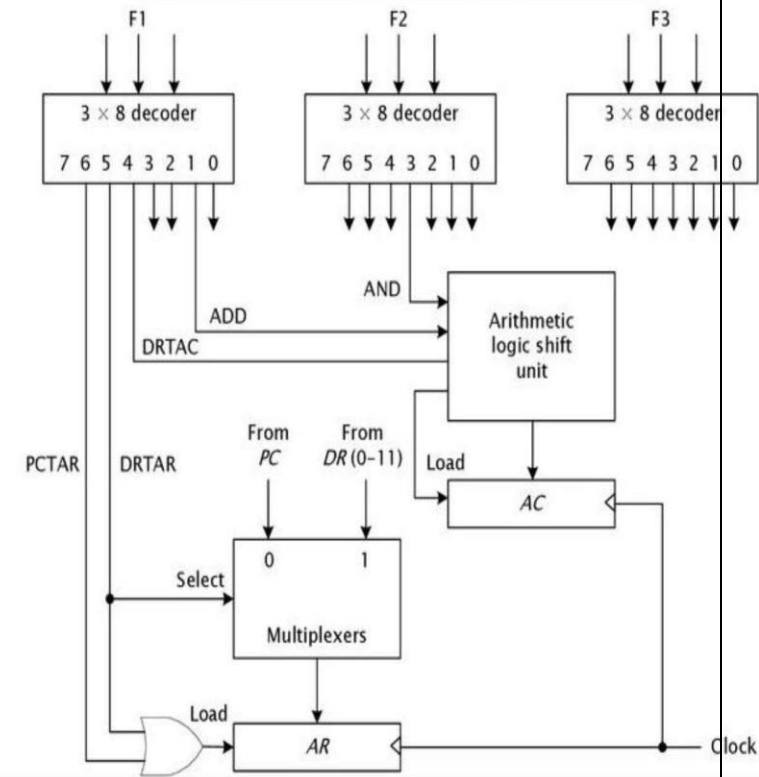 F1 F2 F3
3 × 8 decoder 3 × 8 decoder 3 × 8 decoder
7 6 5 4 3 2 1 0 7 6 5 4 3 2 1 0 7 6 5 4 3 2 1 0
AND
ADD
Arithmetic
logic shift
unit
DRTAC
From
PC
From
DR (0–11)
Load
PCTAR DRTAR
AC
0 1
Select
Multiplexers
Load
AR
Clock